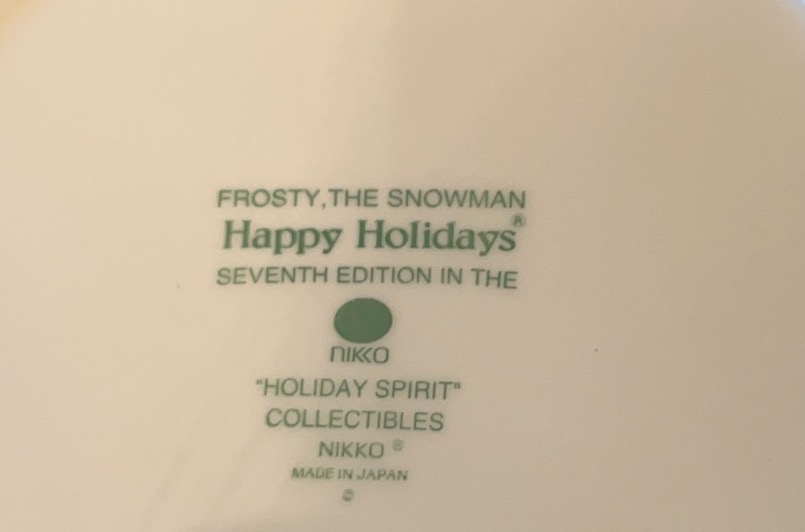 FROSTY,THE SNOWMAN
Happy Holidays®
SEVENTH EDITION IN THE
NIKKO
"HOLIDAY SPIRIT"
COLLECTIBLES
NIKKO ®
MADE IN JAPAN
©